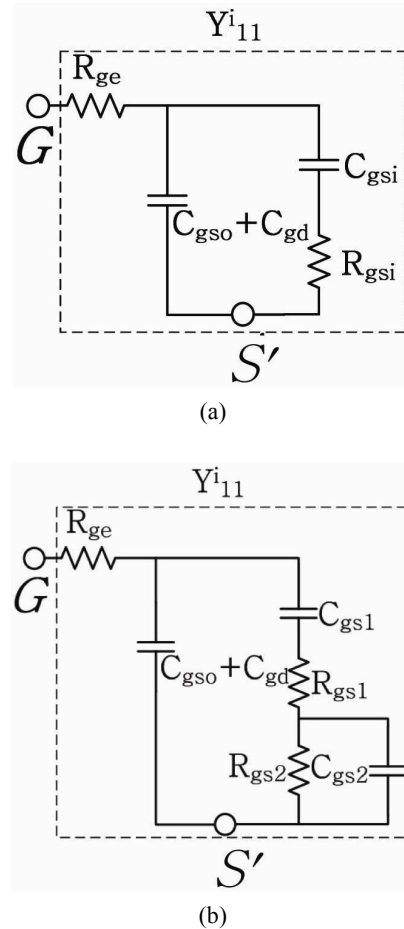 Y^i_11
R_ge
G
C_gsi
C_gso+C_gd
R_gsi
S'
(a)
Y^i_11
R_ge
G
C_gs1
C_gso+C_gd
R_gs1
R_gs2 C_gs2
S'
(b)